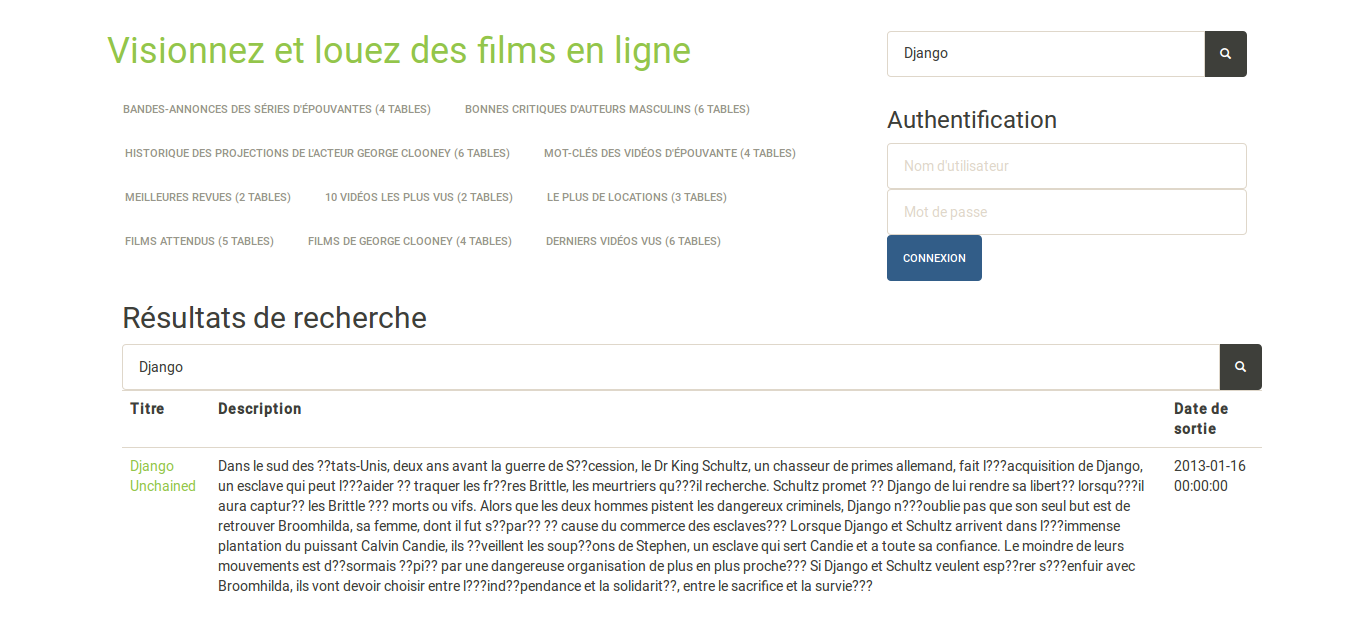 Visionnez et louez des films en ligne
Django
BANDES-ANNONCES DES SÉRIES D'ÉPOUVANTES (4 TABLES)
BONNES CRITIQUES D'AUTEURS MASCULINS (6 TABLES)
HISTORIQUE DES PROJECTIONS DE L'ACTEUR GEORGE CLOONEY (6 TABLES)
MOT-CLÉS DES VIDÉOS D'ÉPOUVANTE (4 TABLES)
MEILLEURES REVUES (2 TABLES)
10 VIDÉOS LES PLUS VUS (2 TABLES)
LE PLUS DE LOCATIONS (3 TABLES)
FILMS ATTENDUS (5 TABLES)
FILMS DE GEORGE CLOONEY (4 TABLES)
DERNIERS VIDÉOS VUS (6 TABLES)
Authentification
Nom d'utilisateur
Mot de passe
CONNEXION
Résultats de recherche
Django
Titre
Description
Date de
sortie
Django
Unchained
Dans le sud des ??tats-Unis, deux ans avant la guerre de S??cession, le Dr King Schultz, un chasseur de primes allemand, fait l???acquisition de Django,
un esclave qui peut l???aider ?? traquer les fr??res Brittle, les meurtriers qu???il recherche. Schultz promet ?? Django de lui rendre sa libert?? lorsqu???il
aura captur?? les Brittle ??? morts ou vifs. Alors que les deux hommes pistent les dangereux criminels, Django n???oublie pas que son seul but est de
retrouver Broomhilda, sa femme, dont il fut s??par?? ?? cause du commerce des esclaves??? Lorsque Django et Schultz arrivent dans l???immense
plantation du puissant Calvin Candie, ils ??veillent les soup??ons de Stephen, un esclave qui sert Candie et a toute sa confiance. Le moindre de leurs
mouvements est d??sormais ??pi?? par une dangereuse organisation de plus en plus proche??? Si Django et Schultz veulent esp??rer s???enfuir avec
Broomhilda, ils vont devoir choisir entre l???ind??pendance et la solidarit??, entre le sacrifice et la survie???
2013-01-16
00:00:00